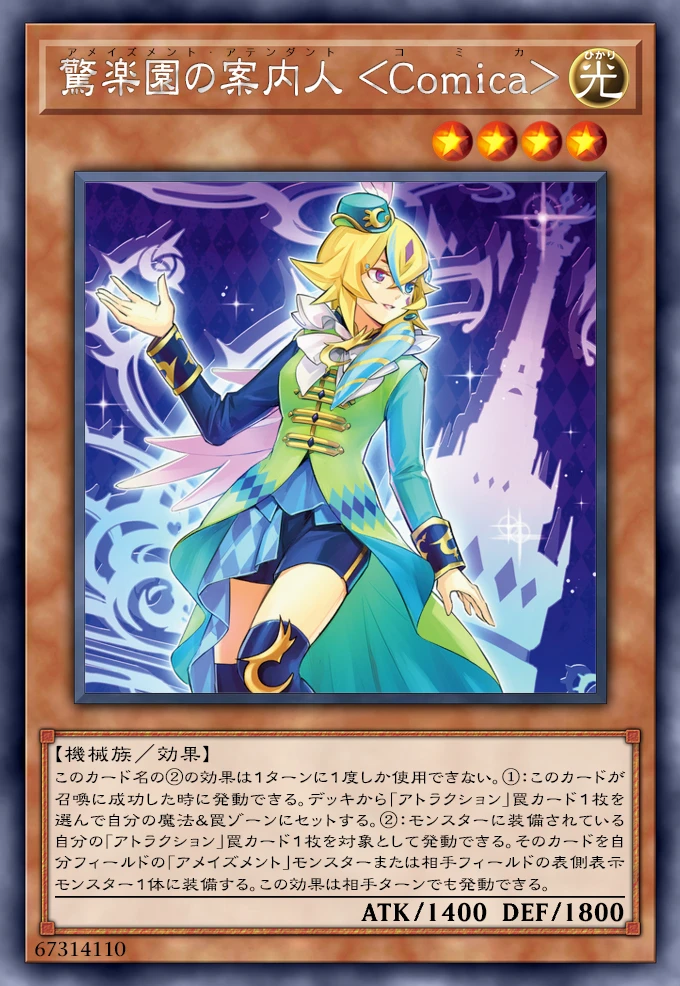 アメイズメント・アテンダント コミカ
驚楽園の案内人 ＜Comica＞
ひかり
光
【機械族／効果】
このカード名の②の効果は１ターンに１度しか使用できない。①：このカードが
召喚に成功した時に発動できる。デッキから「アトラクション」罠カード１枚を
選んで自分の魔法＆罠ゾーンにセットする。②：モンスターに装備されている
自分の「アトラクション」罠カード１枚を対象として発動できる。そのカードを自
分フィールドの「アメイズメント」モンスターまたは相手フィールドの表側表示
モンスター１体に装備する。この効果は相手ターンでも発動できる。
ATK/1400 DEF/1800
67314110